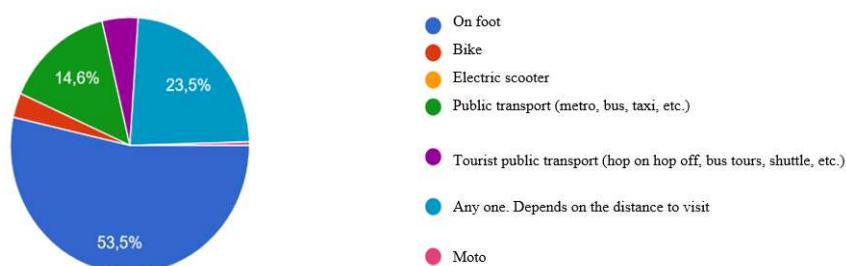 14,6%
23,5%
53,5%
On foot
Bike
Electric scooter
Public transport (metro, bus, taxi, etc.)
Tourist public transport (hop on hop off, bus tours, shuttle, etc.)
Any one. Depends on the distance to visit
Moto